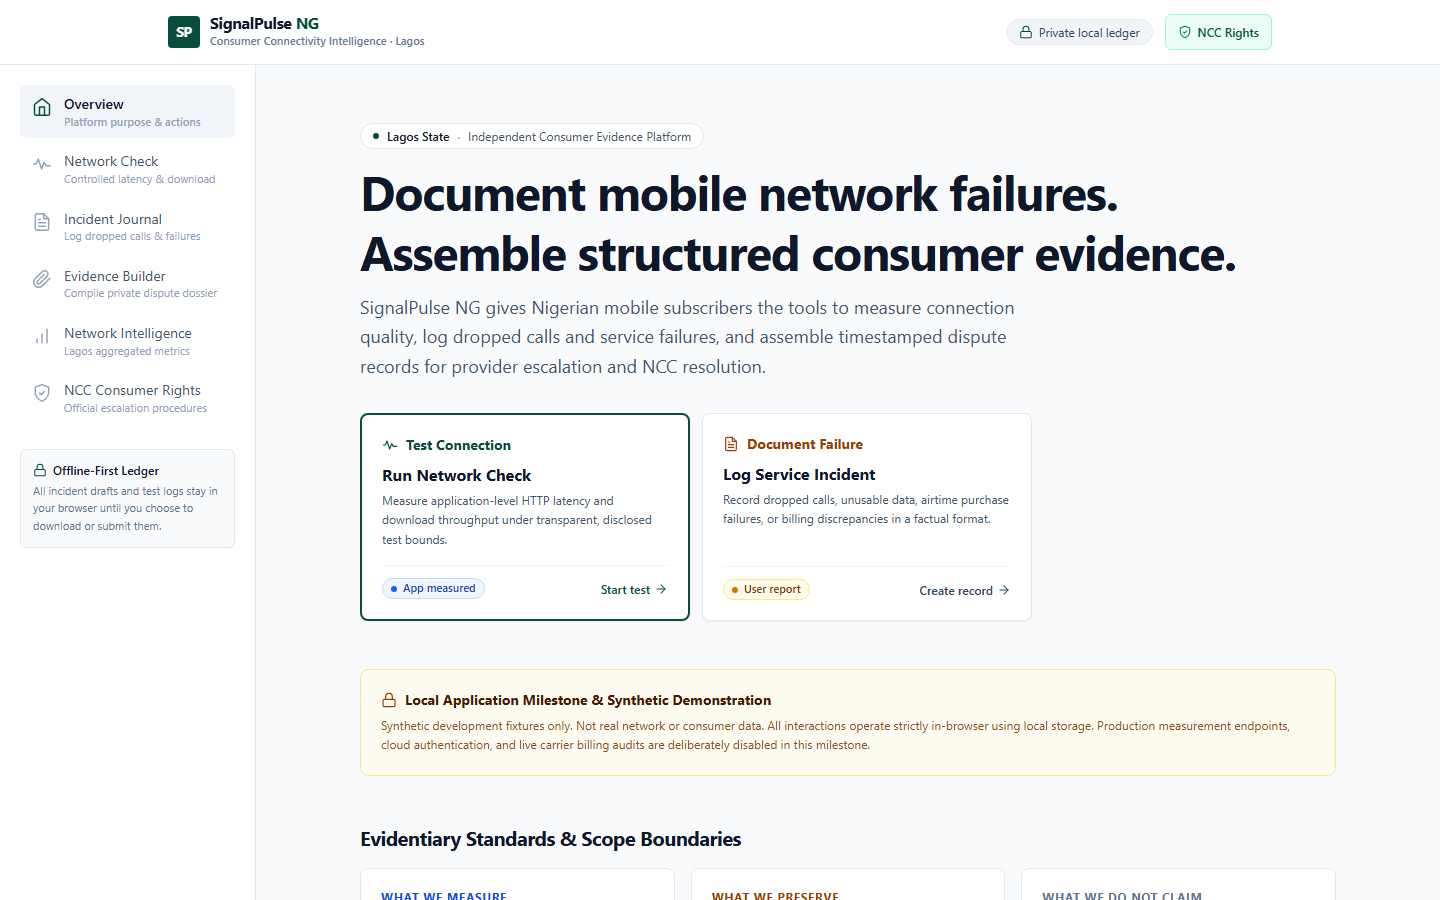 SP
SignalPulse NG
Consumer Connectivity Intelligence · Lagos
Private local ledger
NCC Rights
Overview
Platform purpose & actions
Network Check
Controlled latency & download
Incident Journal
Log dropped calls & failures
Evidence Builder
Compile private dispute dossier
Network Intelligence
Lagos aggregated metrics
NCC Consumer Rights
Official escalation procedures
Offline-First Ledger
All incident drafts and test logs stay in
your browser until you choose to
download or submit them.
Lagos State · Independent Consumer Evidence Platform
Document mobile network failures.
Assemble structured consumer evidence.
SignalPulse NG gives Nigerian mobile subscribers the tools to measure connection
quality, log dropped calls and service failures, and assemble timestamped dispute
records for provider escalation and NCC resolution.
Test Connection
Run Network Check
Measure application-level HTTP latency and
download throughput under transparent, disclosed
test bounds.
App measured
Start test →
Document Failure
Log Service Incident
Record dropped calls, unusable data, airtime purchase
failures, or billing discrepancies in a factual format.
User report
Create record →
Local Application Milestone & Synthetic Demonstration
Synthetic development fixtures only. Not real network or consumer data. All interactions operate strictly in-browser using local storage. Production measurement endpoints,
cloud authentication, and live carrier billing audits are deliberately disabled in this milestone.
Evidentiary Standards & Scope Boundaries
WHAT WE MEASURE
WHAT WE PRESERVE
WHAT WE DO NOT CLAIM